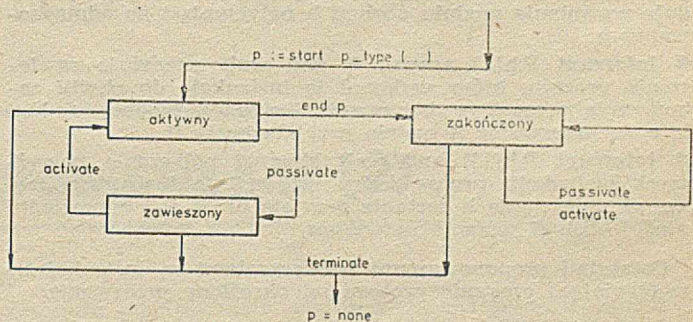 p := start p_type (...)
aktywny
end p
zakończony
activate
passivate
passivate
activate
zawieszony
terminate
p = none